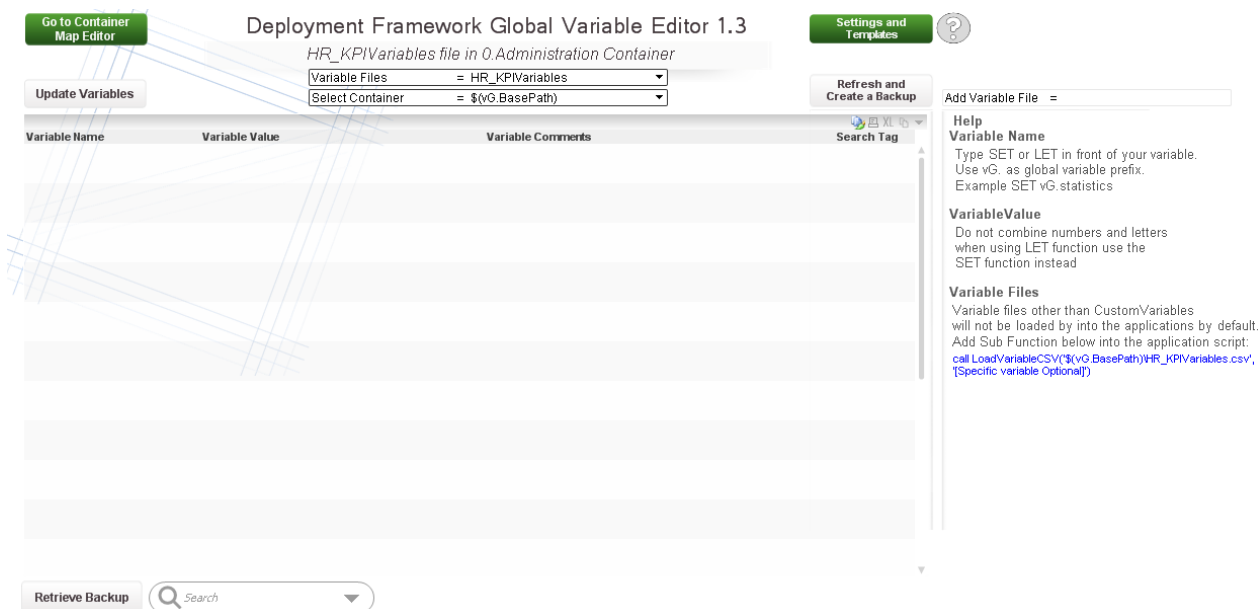 Go to Container
Map Editor
Deployment Framework Global Variable Editor 1.3
Settings and
Templates
?
HR_KPIVariables file in 0.Administration Container
Variable Files = HR_KPIVariables
Select Container = $(vG.BasePath)
Update Variables
Refresh and
Create a Backup
Add Variable File =
XL
Variable Name Variable Value Variable Comments Search Tag
Help
Variable Name
Type SET or LET in front of your variable.
Use vG. as global variable prefix.
Example SET vG.statistics
VariableValue
Do not combine numbers and letters
when using LET function use the
SET function instead
Variable Files
Variable files other than CustomVariables
will not be loaded by into the applications by default.
Add Sub Function below into the application script:
call LoadVariableCSV('$(vG.BasePath)\HR_KPIVariables.csv',
'[Specific variable Optional]')
Retrieve Backup
Search